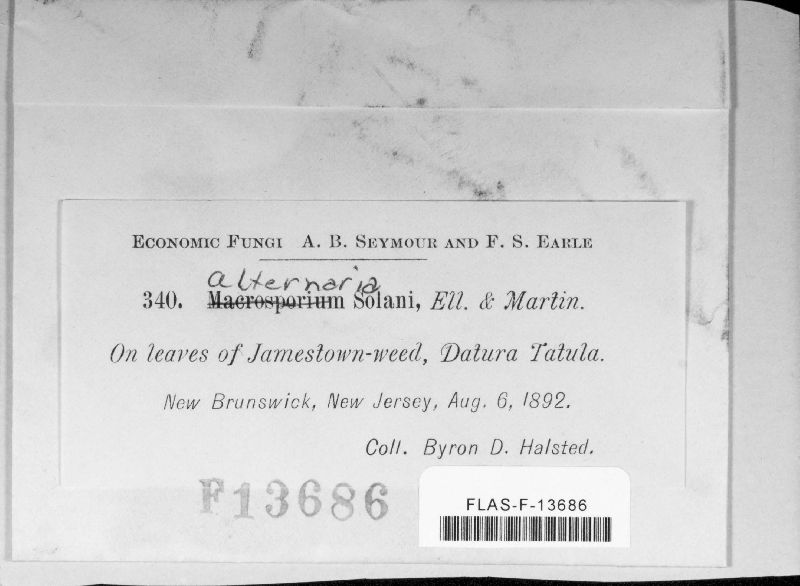 Economic Fungi A. B. Seymour and F. S. Earle
alternaria
340. Macrosporium Solani, Ell. & Martin.
On leaves of Jamestown-weed, Datura Tatula.
New Brunswick, New Jersey, Aug. 6, 1892.
Coll. Byron D. Halsted.
F13686
FLAS-F-13686